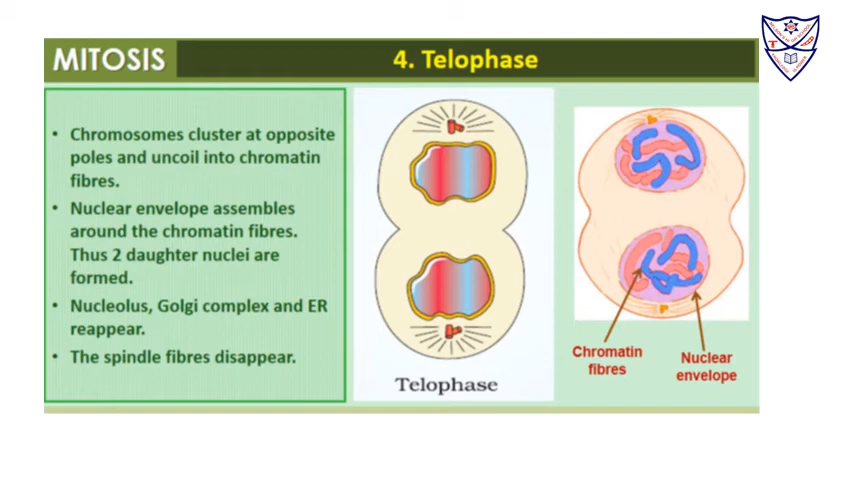 MITOSIS
4. Telophase
• Chromosomes cluster at opposite
poles and uncoil into chromatin
fibres.
• Nuclear envelope assembles
around the chromatin fibres.
Thus 2 daughter nuclei are
formed.
• Nucleolus, Golgi complex and ER
reappear.
• The spindle fibres disappear.
Telophase
Chromatin
fibres
Nuclear
envelope